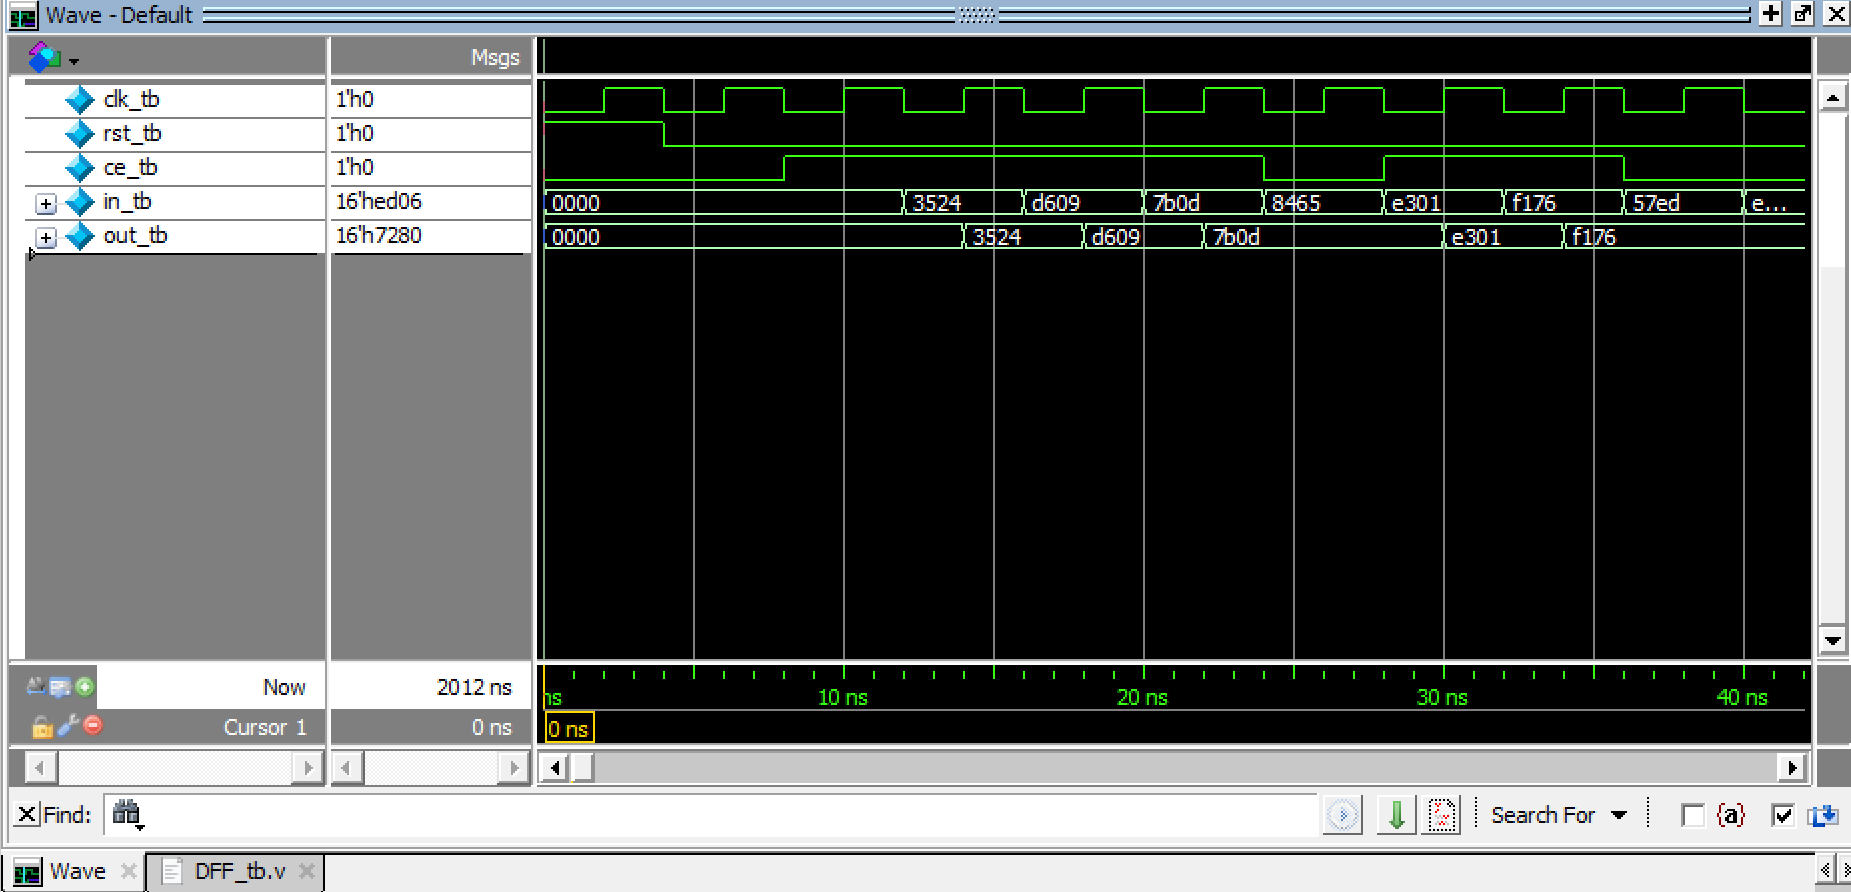 Wave - Default
Msgs
clk_tb 1'h0
rst_tb 1'h0
ce_tb 1'h0
in_tb 16'hed06 0000 3524 d609 7b0d 8465 e301 f176 57ed e...
out_tb 16'h7280 0000 3524 d609 7b0d e301 f176
Now 2012 ns ns 10 ns 20 ns 30 ns 40 ns
Cursor 1 0 ns 0 ns
Find: Search For {a}
Wave DFF_tb.v